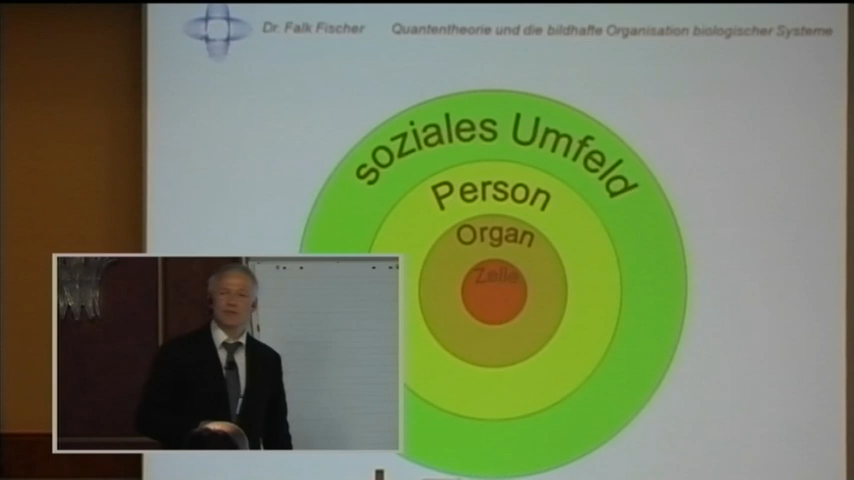 Dr. Falk Fischer Quantentheorie und die bildhafte Organisation biologischer Systeme
soziales Umfeld
Person
Organ
Zelle